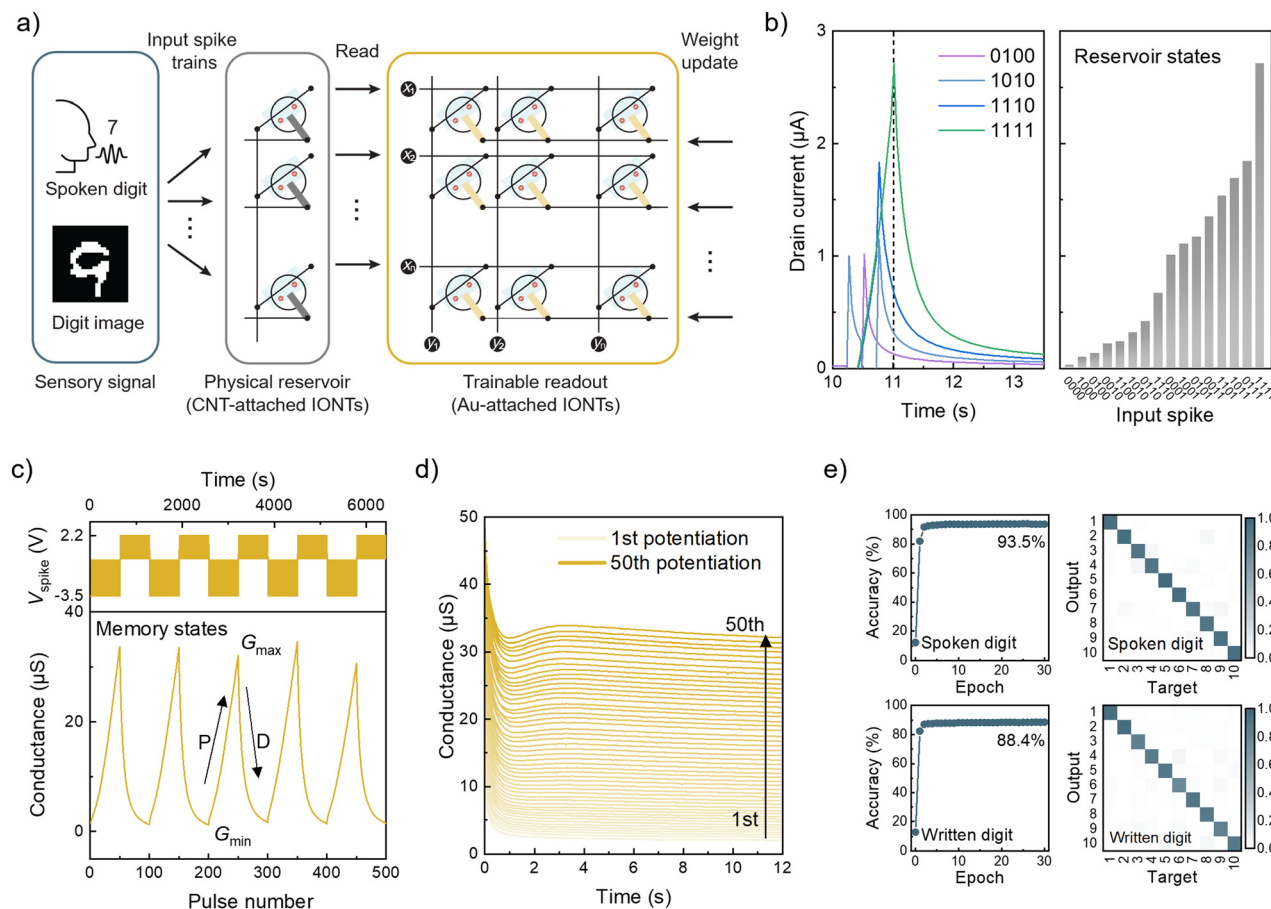 a)
Input spike
trains
Read
Weight
update
7
Spoken digit
Digit image
x1
x2
xn
y1
y2
yn
Sensory signal
Physical reservoir
(CNT-attached IONTs)
Trainable readout
(Au-attached IONTs)
b)
3
2
1
0
Drain current (µA)
0100
1010
1110
1111
10 11 12 13
Time (s)
Reservoir states
Input spike
c)
Time (s)
0 2000 4000 6000
2.2
-3.5
Vspike (V)
40
20
0
Conductance (µS)
Memory states
Gmax
P
D
Gmin
0 100 200 300 400 500
Pulse number
d)
50
40
30
20
10
0
Conductance (µS)
1st potentiation
50th potentiation
50th
1st
0 2 4 6 8 10 12
Time (s)
e)
100
80
60
40
20
0
Accuracy (%)
93.5%
Spoken digit
0 10 20 30
Epoch
1
2
3
4
5
6
7
8
9
10
Output
Spoken digit
1 2 3 4 5 6 7 8 9 10
Target
1.0
0.8
0.6
0.4
0.2
0.0
100
80
60
40
20
0
Accuracy (%)
88.4%
Written digit
0 10 20 30
Epoch
1
2
3
4
5
6
7
8
9
10
Output
Written digit
1 2 3 4 5 6 7 8 9 10
Target
1.0
0.8
0.6
0.4
0.2
0.0